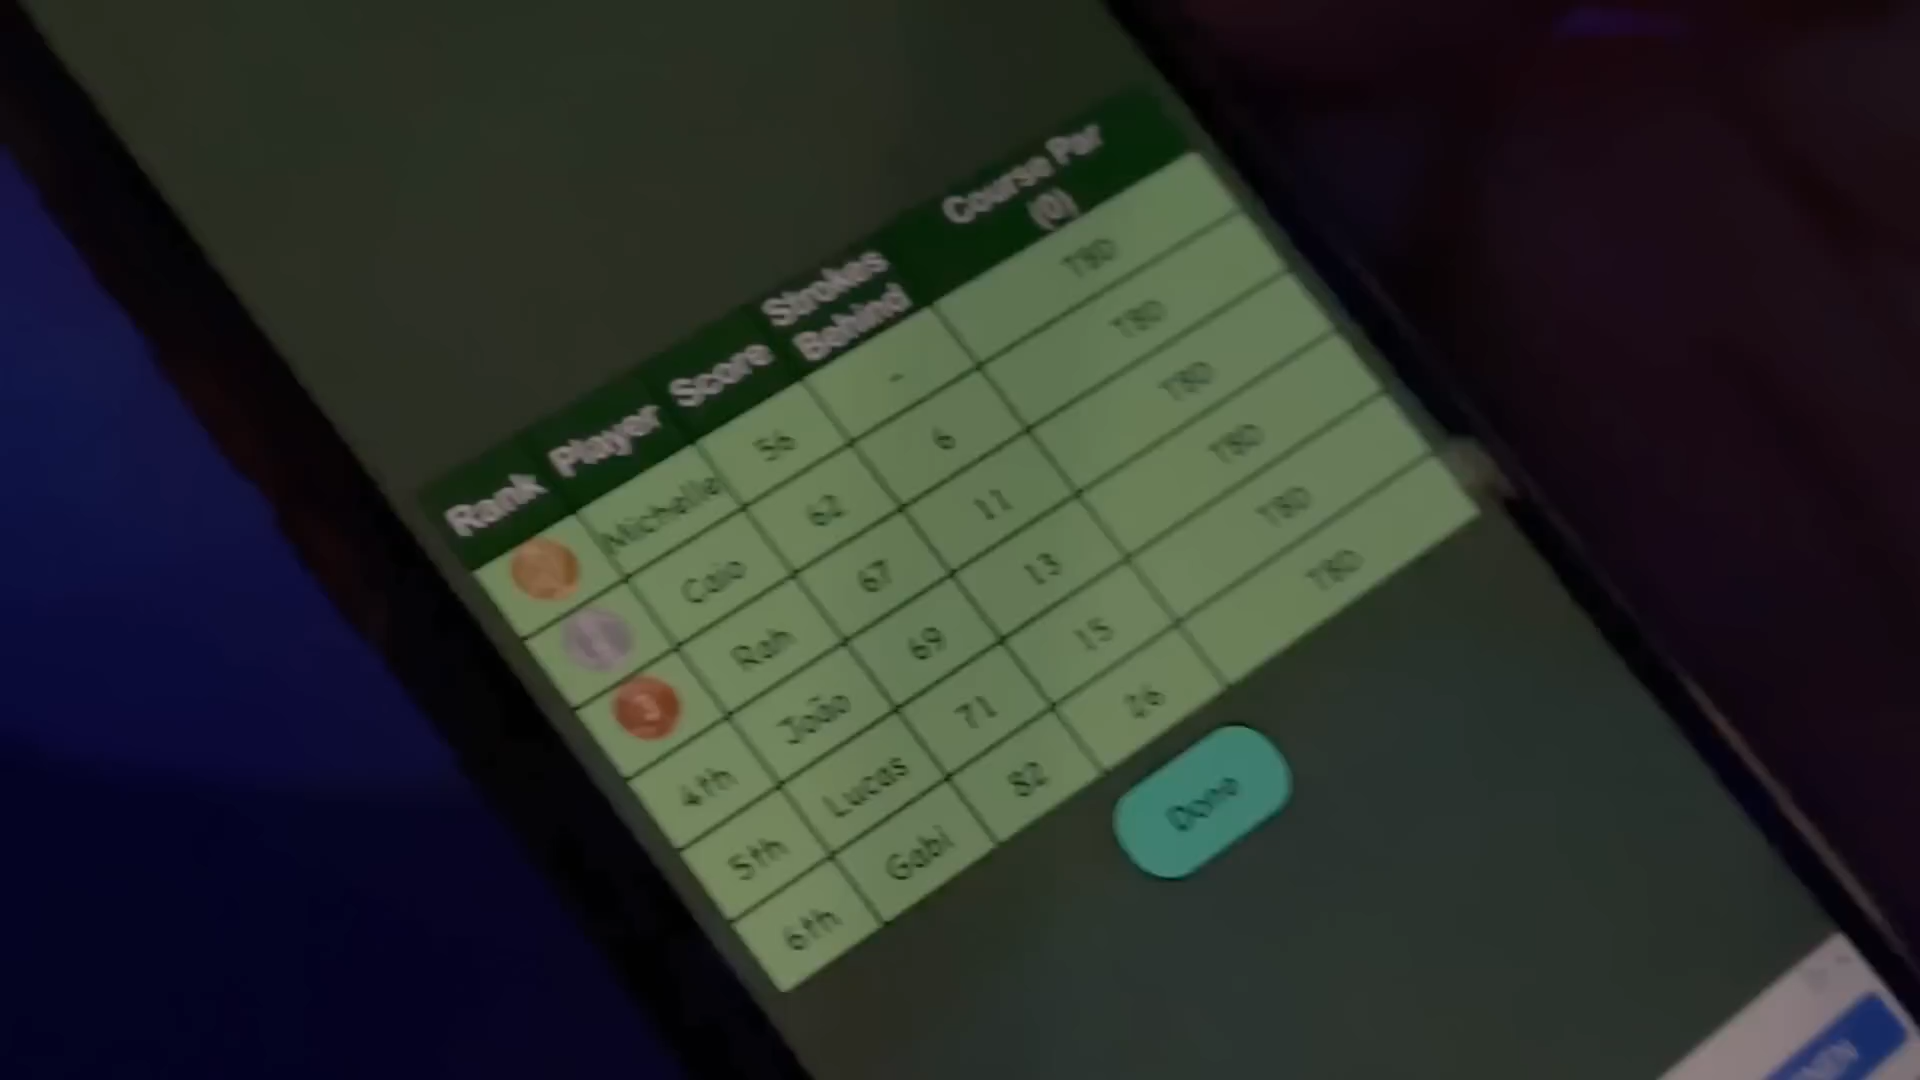 Rank Player Score Strokes Behind Course Par (0)
Michelle 56 - TBD
Caio 62 6 TBD
3 Rah 67 11 TBD
4th João 69 13 TBD
5th Lucas 71 15 TBD
6th Gabi 82 26 TBD
Done